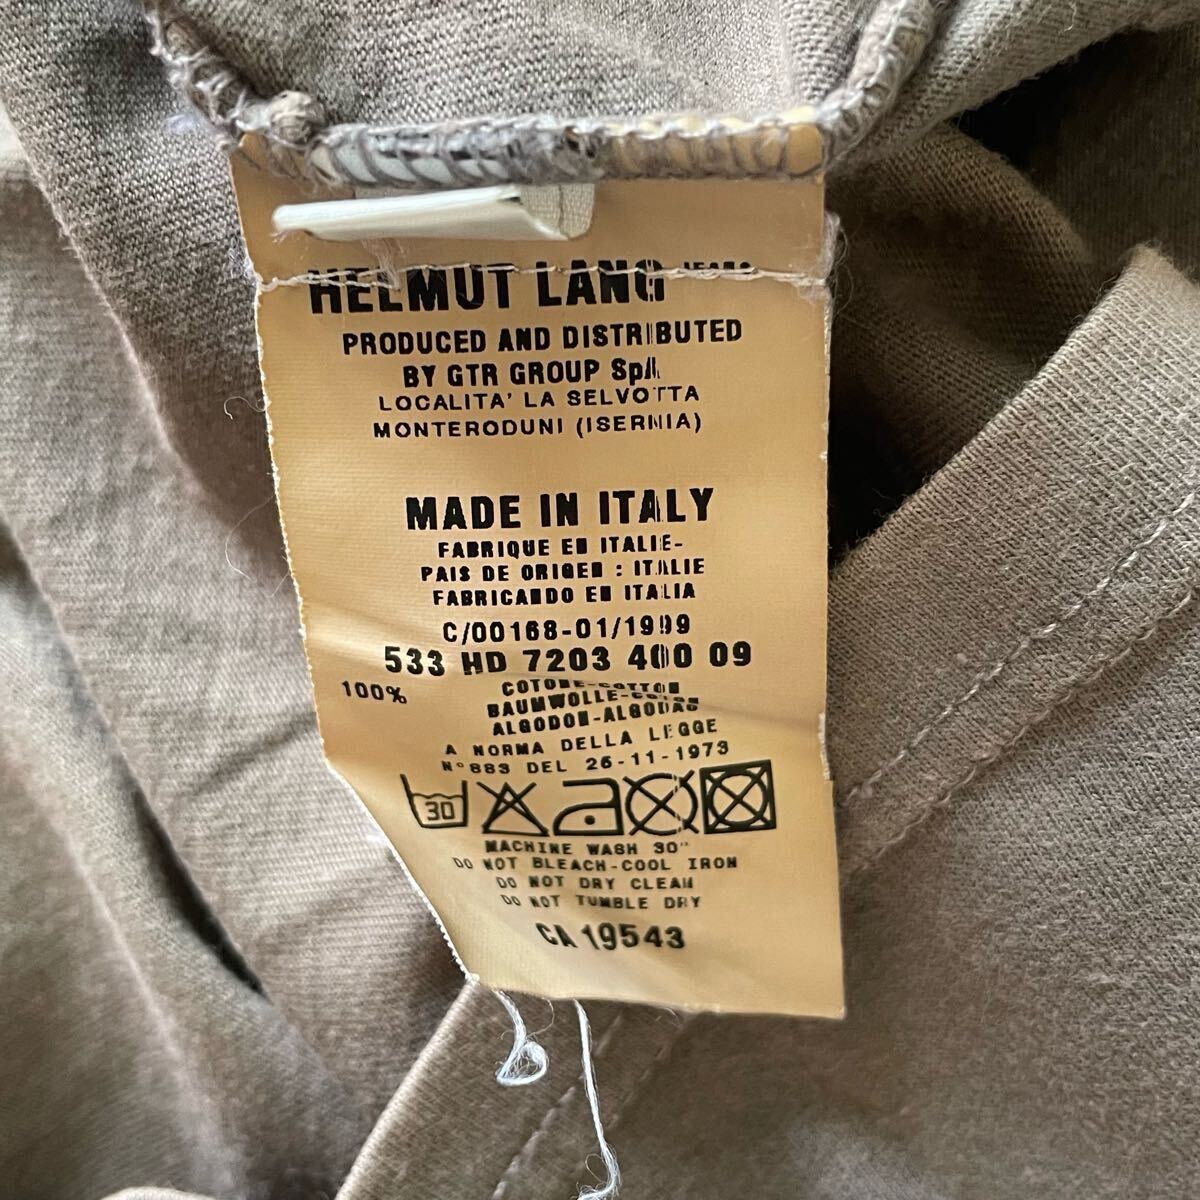 HELMUT LANG JEANS
PRODUCED AND DISTRIBUTED
BY GTR GROUP SpA
LOCALITA' LA SELVOTTA
MONTERODUNI (ISERNIA)
MADE IN ITALY
FABRIQUE EN ITALIE-
PAIS DE ORIGEN : ITALIE
FABRICANDO EN ITALIA
C/00168-01/1999
533 HD 7203 400 09
100% COTONE-COTTON
BAUMWOLLE-COTON
ALGODON-ALGODAS
A NORMA DELLA LEGGE
N°883 DEL 26-11-1973
30
MACHINE WASH 30°
DO NOT BLEACH-COOL IRON
DO NOT DRY CLEAN
DO NOT TUMBLE DRY
CA 19543